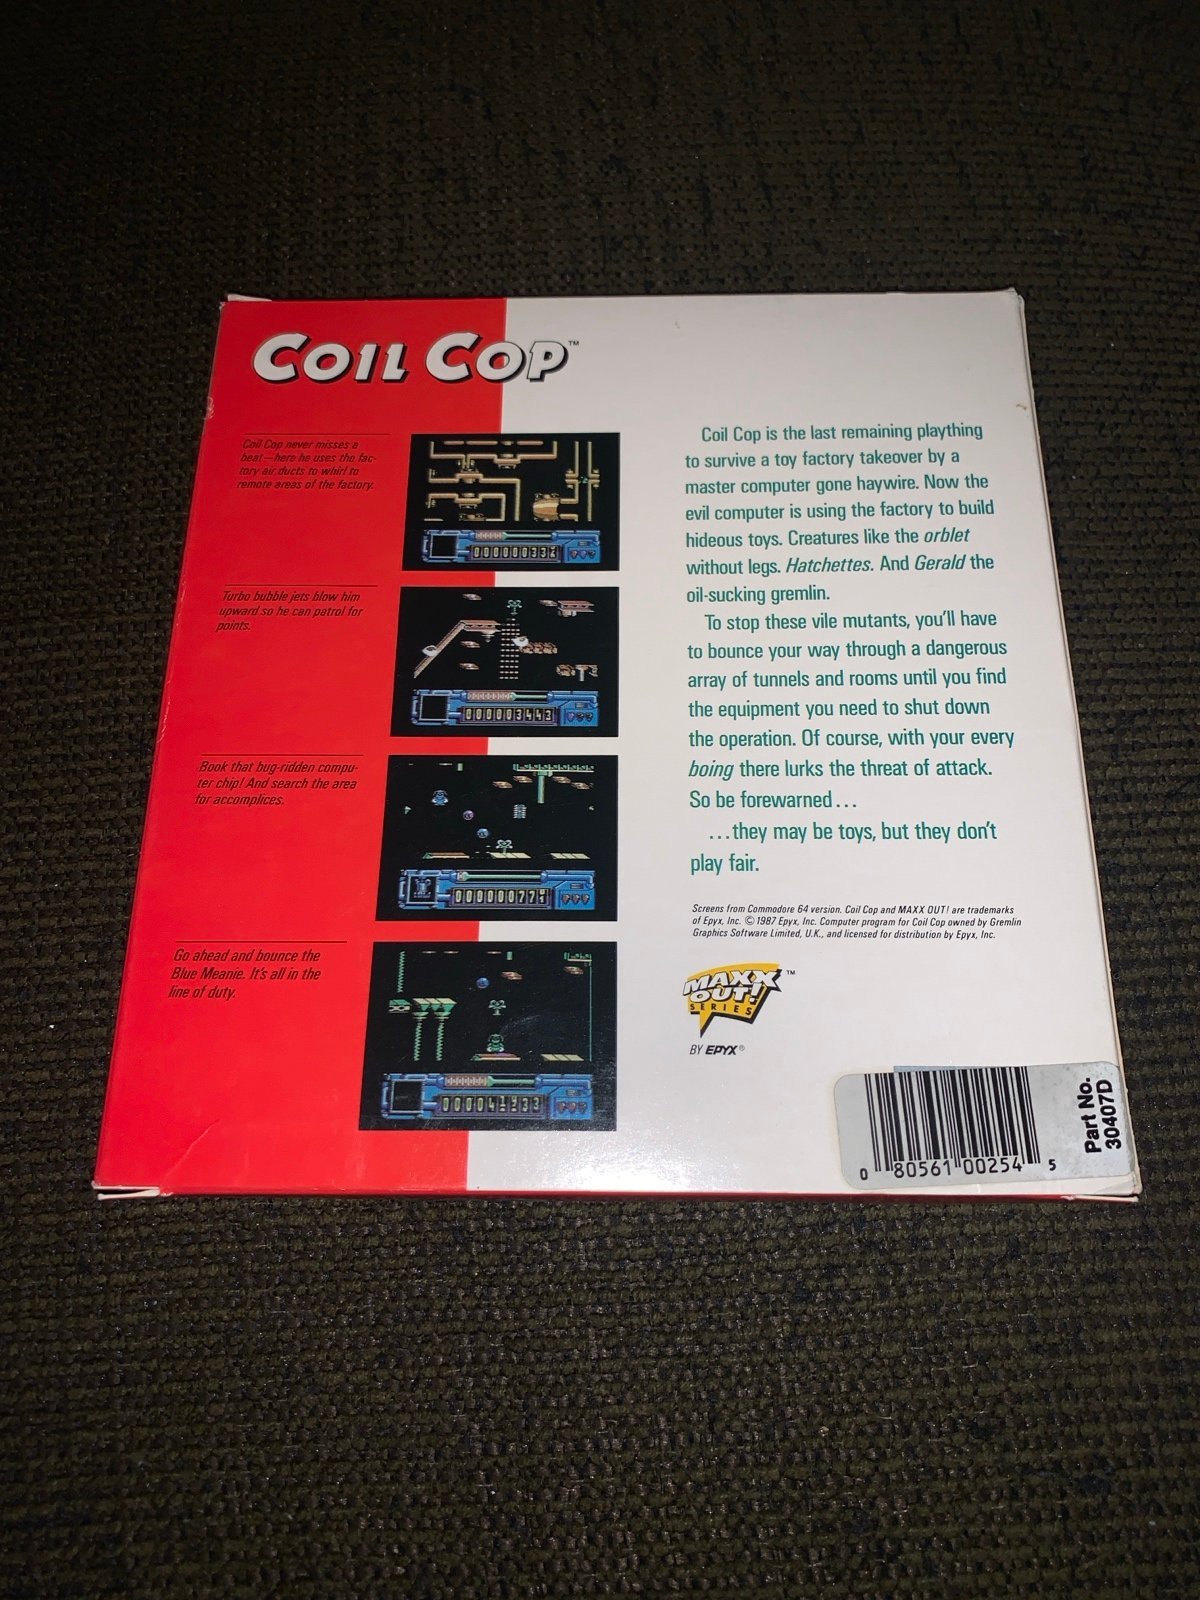 COIL COP™
Coil Cop never misses a
beat—here he uses the fac-
tory air ducts to whirl to
remote areas of the factory.
Turbo bubble jets blow him
upward so he can patrol for
points.
Book that bug-ridden compu-
ter chip! And search the area
for accomplices.
Go ahead and bounce the
Blue Meanie. It's all in the
line of duty.
Coil Cop is the last remaining plaything
to survive a toy factory takeover by a
master computer gone haywire. Now the
evil computer is using the factory to build
hideous toys. Creatures like the orblet
without legs. Hatchettes. And Gerald the
oil-sucking gremlin.
To stop these vile mutants, you'll have
to bounce your way through a dangerous
array of tunnels and rooms until you find
the equipment you need to shut down
the operation. Of course, with your every
boing there lurks the threat of attack.
So be forewarned...
...they may be toys, but they don't
play fair.
Screens from Commodore 64 version. Coil Cop and MAXX OUT! are trademarks
of Epyx, Inc. © 1987 Epyx, Inc. Computer program for Coil Cop owned by Gremlin
Graphics Software Limited, U.K., and licensed for distribution by Epyx, Inc.
MAXX
OUT!
SERIES
™
BY EPYX®
Part No.
30407D
0 80561 00254 5